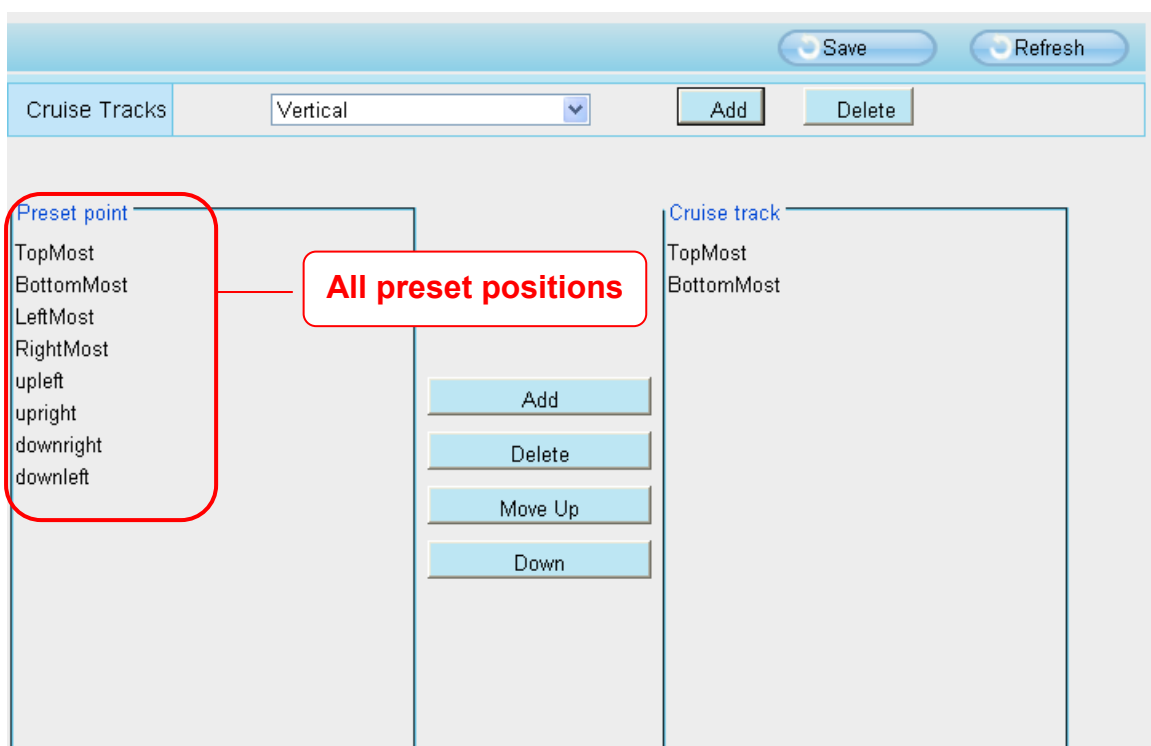 Save Refresh
Cruise Tracks Vertical Add Delete
Preset point
TopMost
BottomMost
LeftMost
RightMost
upleft
upright
downright
downleft
All preset positions
Add
Delete
Move Up
Down
Cruise track
TopMost
BottomMost